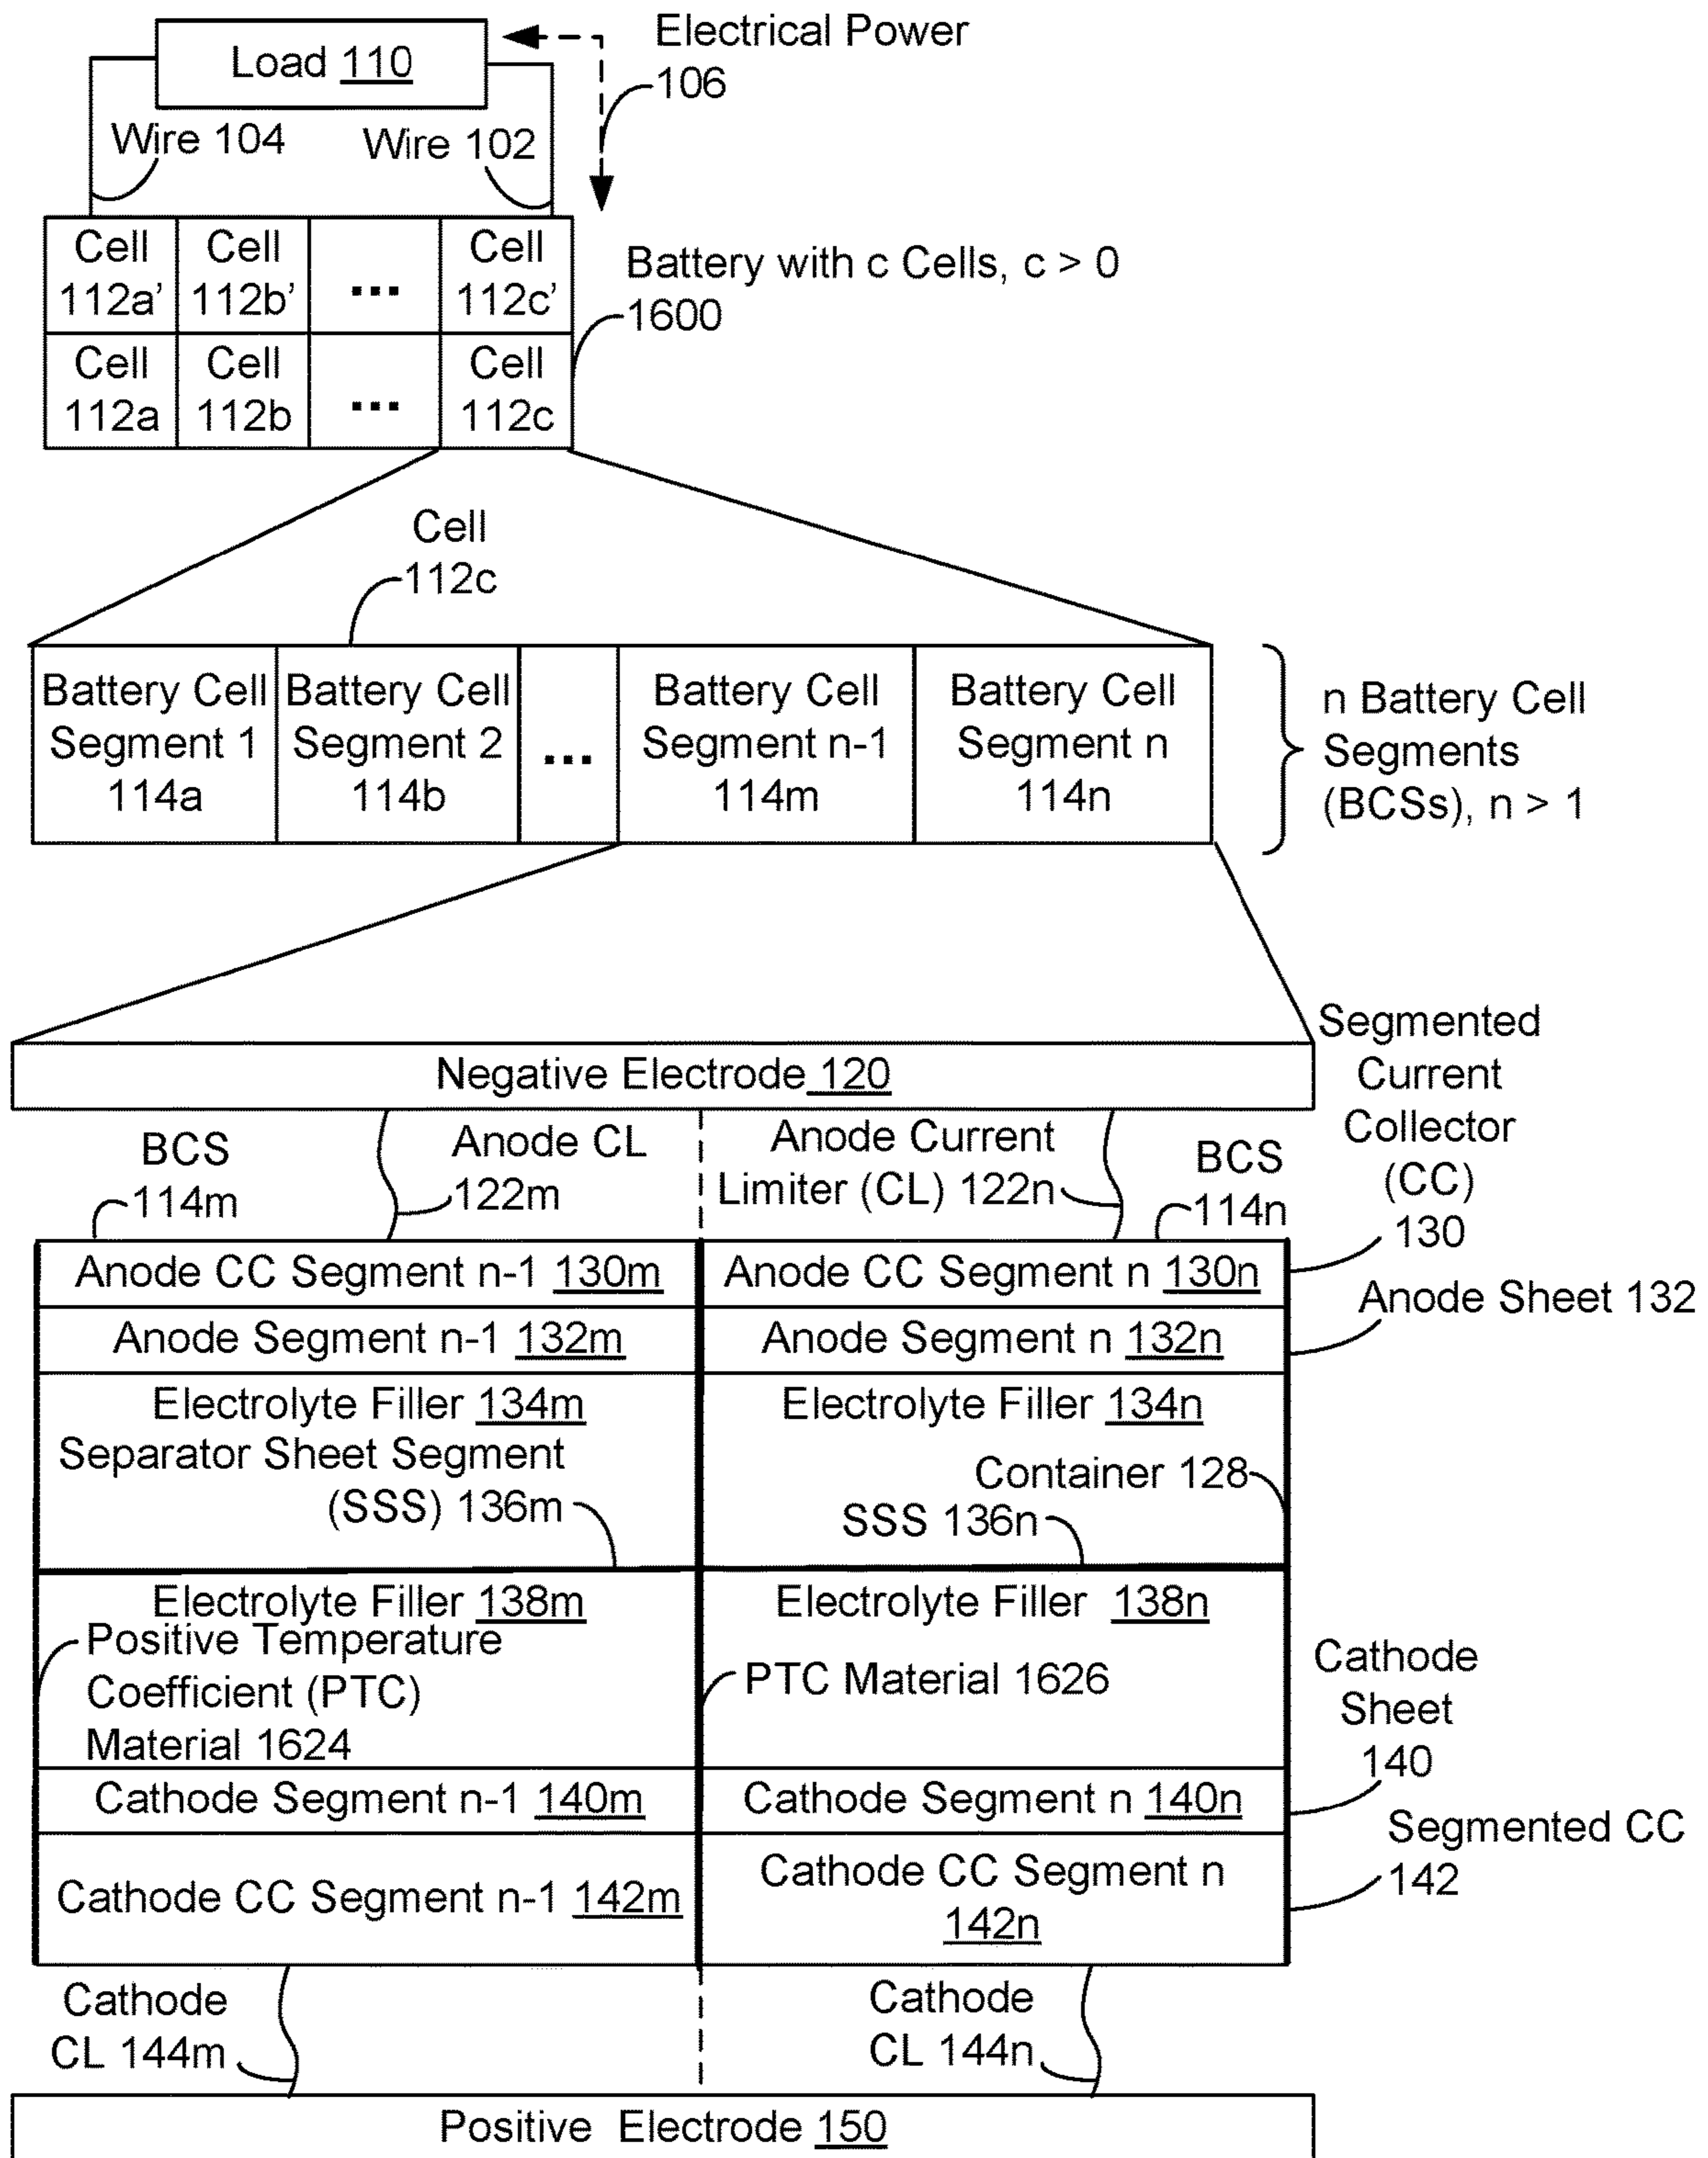 Load 110
Electrical Power
106
Wire 104
Wire 102
Cell
112a'
Cell
112b'
...
Cell
112c'
Battery with c Cells, c > 0
1600
Cell
112a
Cell
112b
...
Cell
112c
Cell
112c
Battery Cell
Segment 1
114a
Battery Cell
Segment 2
114b
...
Battery Cell
Segment n-1
114m
Battery Cell
Segment n
114n
n Battery Cell
Segments
(BCSs), n > 1
Negative Electrode 120
Segmented
Current
Collector
(CC)
130
BCS
114m
Anode CL
122m
Anode Current
Limiter (CL) 122n
BCS
114n
Anode CC Segment n-1 130m
Anode CC Segment n 130n
Anode Sheet 132
Anode Segment n-1 132m
Anode Segment n 132n
Electrolyte Filler 134m
Electrolyte Filler 134n
Separator Sheet Segment
(SSS) 136m
Container 128
SSS 136n
Electrolyte Filler 138m
Electrolyte Filler 138n
Positive Temperature
Coefficient (PTC)
Material 1624
PTC Material 1626
Cathode
Sheet
140
Cathode Segment n-1 140m
Cathode Segment n 140n
Segmented CC
142
Cathode CC Segment n-1 142m
Cathode CC Segment n
142n
Cathode
CL 144m
Cathode
CL 144n
Positive Electrode 150